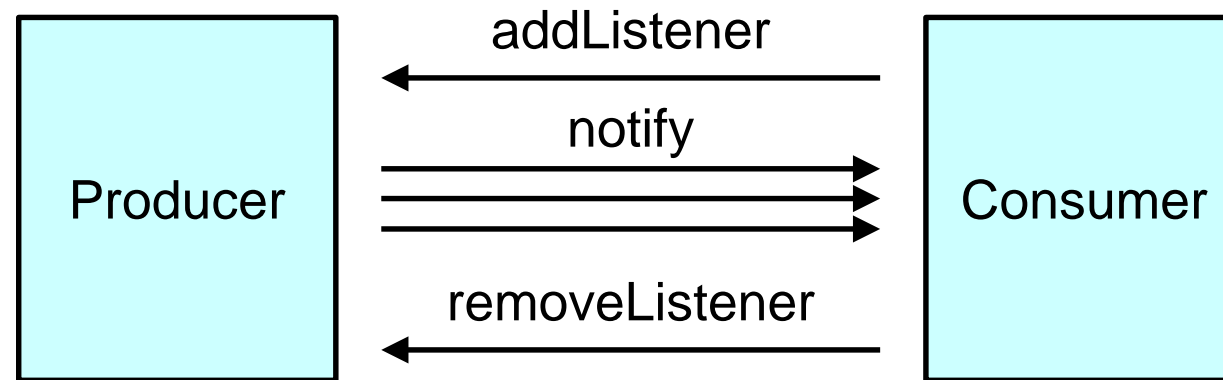 addListener
notify
Producer
Consumer
removeListener